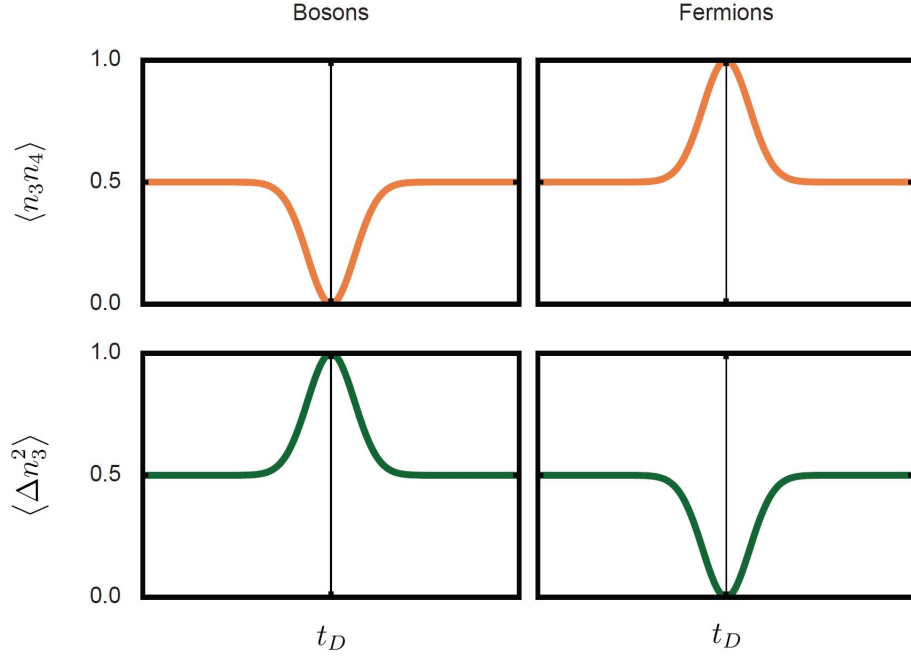 Bosons Fermions
⟨n₃n₄⟩
1.0
0.5
0.0
⟨Δn₃²⟩
1.0
0.5
0.0
t_D t_D